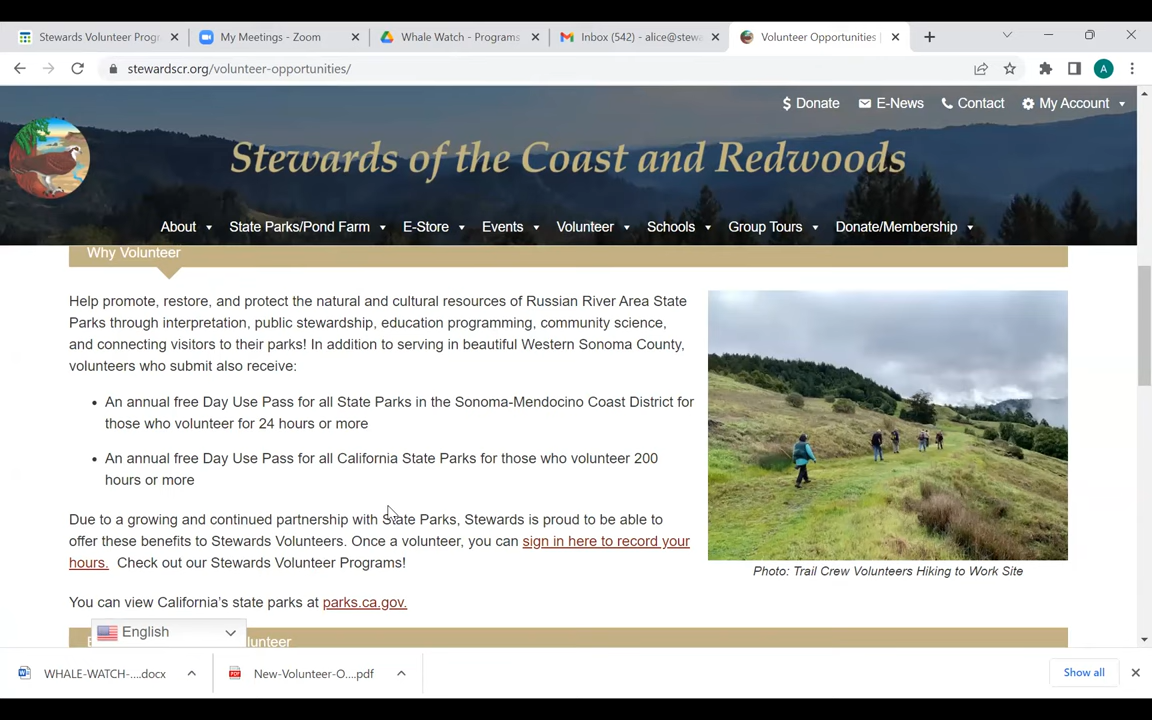 Stewards Volunteer Progr
My Meetings - Zoom
Whale Watch - Programs
Inbox (542) - alice@stew
Volunteer Opportunities
stewardscr.org/volunteer-opportunities/
A
Donate
E-News
Contact
My Account
Stewards of the Coast and Redwoods
About
State Parks/Pond Farm
E-Store
Events
Volunteer
Schools
Group Tours
Donate/Membership
Why Volunteer
Help promote, restore, and protect the natural and cultural resources of Russian River Area State
Parks through interpretation, public stewardship, education programming, community science,
and connecting visitors to their parks! In addition to serving in beautiful Western Sonoma County,
volunteers who submit also receive:
• An annual free Day Use Pass for all State Parks in the Sonoma-Mendocino Coast District for
those who volunteer for 24 hours or more
• An annual free Day Use Pass for all California State Parks for those who volunteer 200
hours or more
Due to a growing and continued partnership with State Parks, Stewards is proud to be able to
offer these benefits to Stewards Volunteers. Once a volunteer, you can sign in here to record your
hours. Check out our Stewards Volunteer Programs!
You can view California's state parks at parks.ca.gov.
Photo: Trail Crew Volunteers Hiking to Work Site
English
lunteer
WHALE-WATCH-....docx
New-Volunteer-O....pdf
Show all